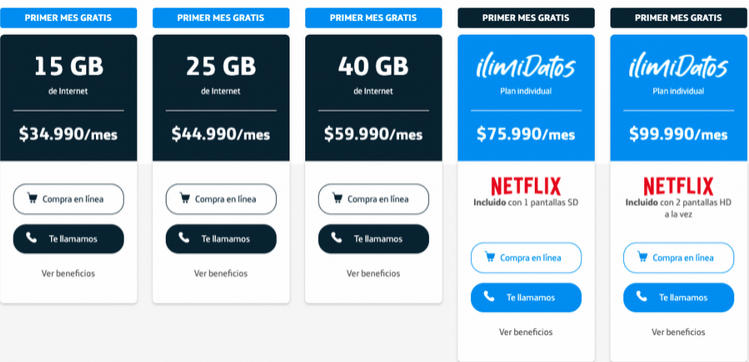 PRIMER MES GRATIS
15 GB
de Internet
$34.990/mes
Compra en línea
Te llamamos
Ver beneficios
PRIMER MES GRATIS
25 GB
de Internet
$44.990/mes
Compra en línea
Te llamamos
Ver beneficios
PRIMER MES GRATIS
40 GB
de Internet
$59.990/mes
Compra en línea
Te llamamos
Ver beneficios
PRIMER MES GRATIS
ilimiDatos
Plan individual
$75.990/mes
NETFLIX
Incluido con 1 pantallas SD
Compra en línea
Te llamamos
Ver beneficios
PRIMER MES GRATIS
ilimiDatos
Plan individual
$99.990/mes
NETFLIX
Incluido con 2 pantallas HD
a la vez
Compra en línea
Te llamamos
Ver beneficios